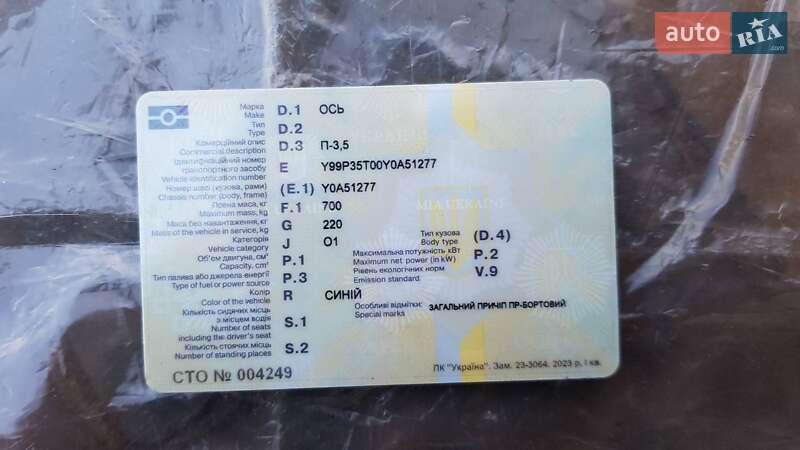 auto RIA .com
Марка
Make D.1 ОСЬ
Тип
Type D.2
Комерційний опис
Commercial description D.3 П-3,5
Ідентифікаційний номер
транспортного засобу E Y99P35T00Y0A51277
Vehicle identification number
Номер шасі (кузова, рами) (E.1) Y0A51277
Chassis number (body, frame)
Повна маса, кг F.1 700
Maximum mass, kg
Маса без навантаження, кг G 220
Mass of the vehicle in service, kg
Категорія J O1 Тип кузова (D.4)
Vehicle category Body type
Об'єм двигуна, см³ P.1 Максимальна потужність кВт P.2
Capacity, cm³ Maximum net power (in kW)
Тип палива або джерела енергії P.3 Рівень екологічних норм V.9
Type of fuel or power source Emission standard.
Колір R СИНІЙ Особливі відмітки: ЗАГАЛЬНИЙ ПРИЧІП ПР-БОРТОВИЙ
Color of the vehicle Special marks
Кількість сидячих місць
з місцем водія S.1
Number of seats
including the driver's seat
Кількість стоячих місць S.2
Number of standing places
MIA UKRAINE
СТО № 004249 ПК "Україна". Зам. 23-3064. 2023 р. I кв.